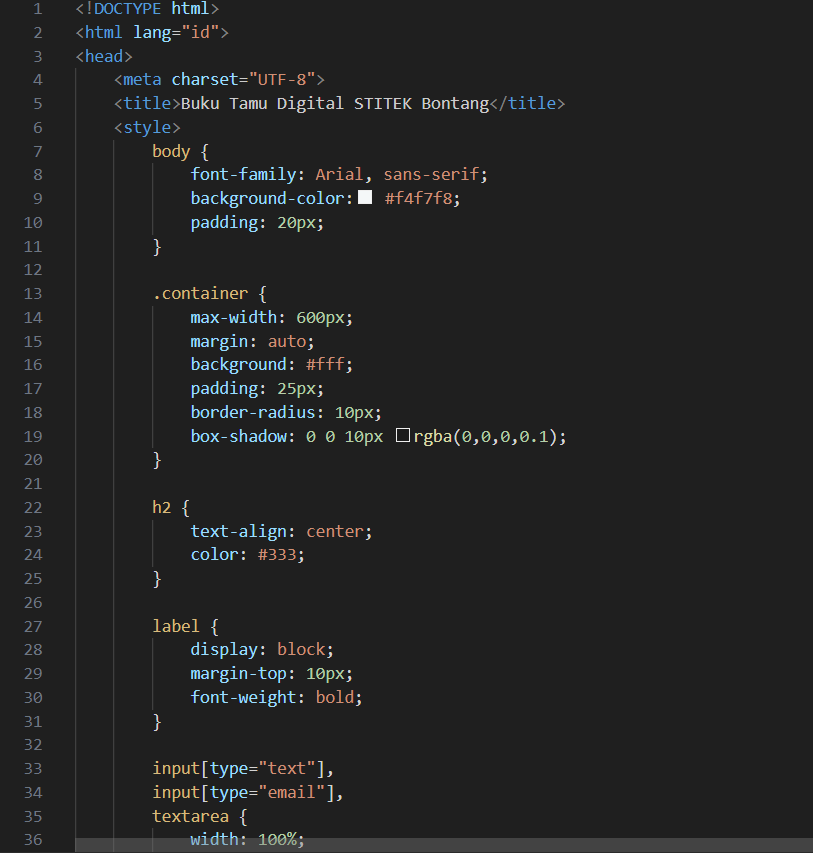 1 <!DOCTYPE html>
2 <html lang="id">
3 <head>
4     <meta charset="UTF-8">
5     <title>Buku Tamu Digital STITEK Bontang</title>
6     <style>
7         body {
8             font-family: Arial, sans-serif;
9             background-color: #f4f7f8;
10             padding: 20px;
11         }
12
13         .container {
14             max-width: 600px;
15             margin: auto;
16             background: #fff;
17             padding: 25px;
18             border-radius: 10px;
19             box-shadow: 0 0 10px rgba(0,0,0,0.1);
20         }
21
22         h2 {
23             text-align: center;
24             color: #333;
25         }
26
27         label {
28             display: block;
29             margin-top: 10px;
30             font-weight: bold;
31         }
32
33         input[type="text"],
34         input[type="email"],
35         textarea {
36             width: 100%;